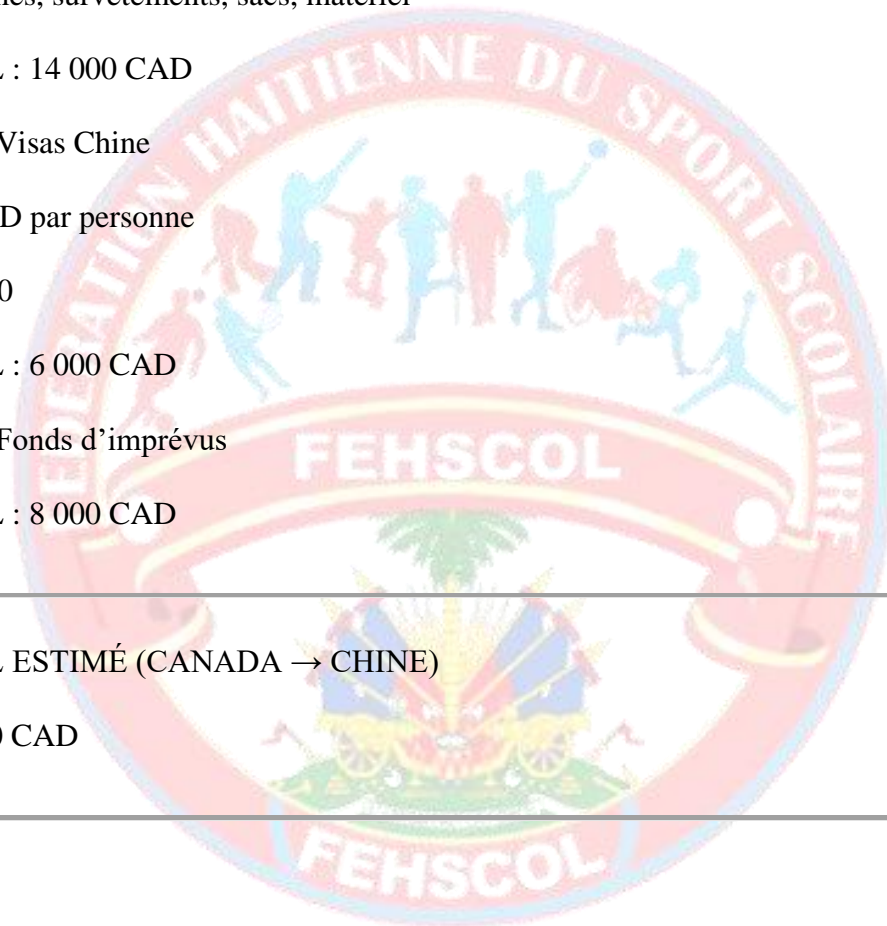 mes, survêtements, sacs, matériel
L : 14 000 CAD
Visas Chine
D par personne
0
L : 6 000 CAD
Fonds d’imprévus
L : 8 000 CAD
L ESTIMÉ (CANADA → CHINE)
0 CAD
FEDERATION HAITIENNE DU SPORT SCOLAIRE
FEHSCOL
FEHSCOL